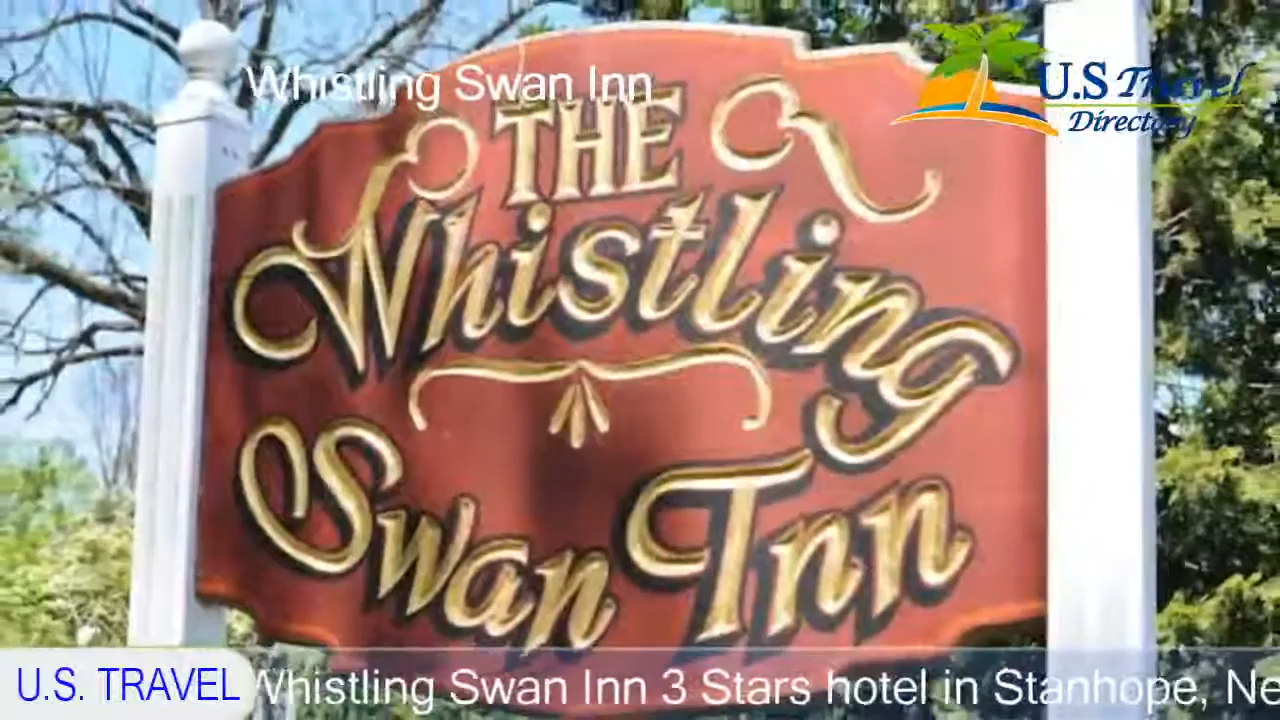 Whistling Swan Inn
U.S Travel
Directory
THE
Whistling
Swan Inn
U.S. TRAVEL
Whistling Swan Inn 3 Stars hotel in Stanhope, Ne